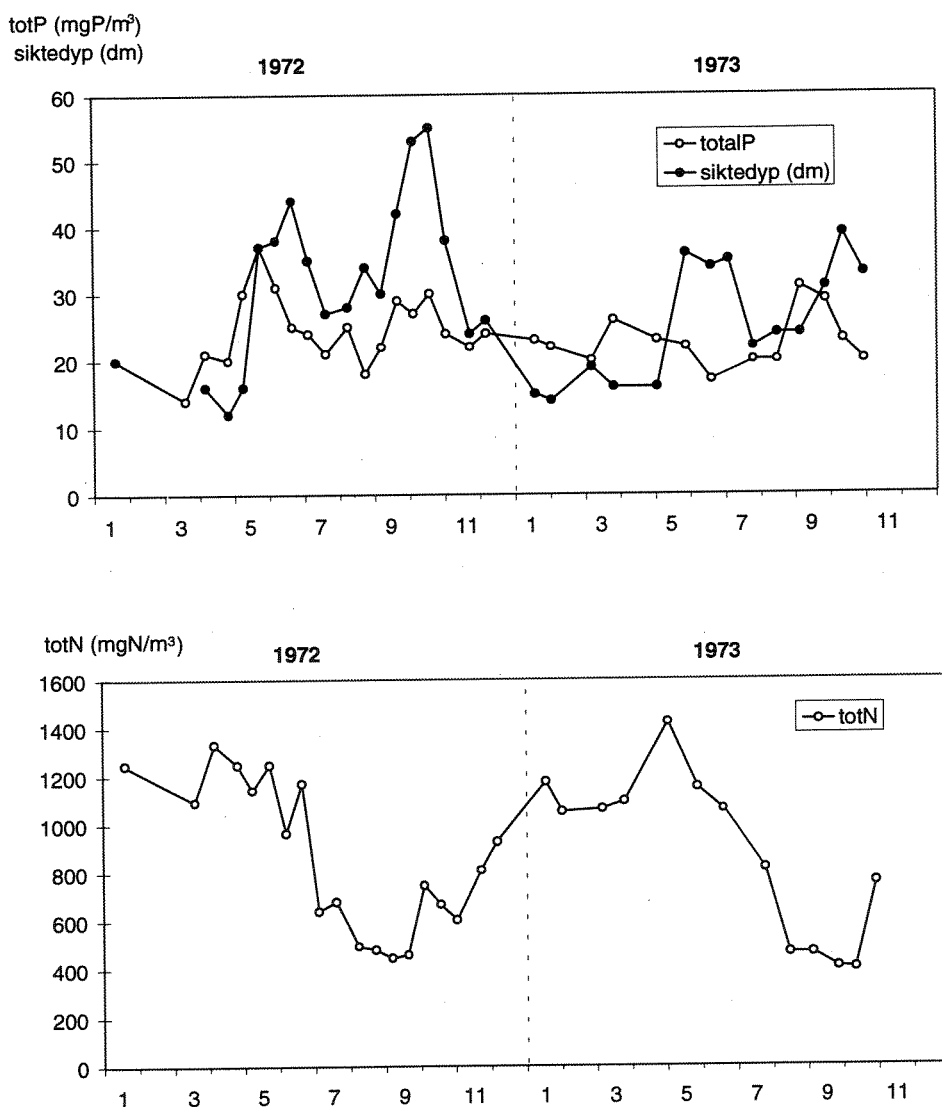 totP (mgP/m³)
siktedyp (dm)
1972 1973
60
50
40
30
20
10
0
totalP
siktedyp (dm)
1 3 5 7 9 11 1 3 5 7 9 11
totN (mgN/m³)
1972 1973
1600
1400
1200
1000
800
600
400
200
0
totN
1 3 5 7 9 11 1 3 5 7 9 11